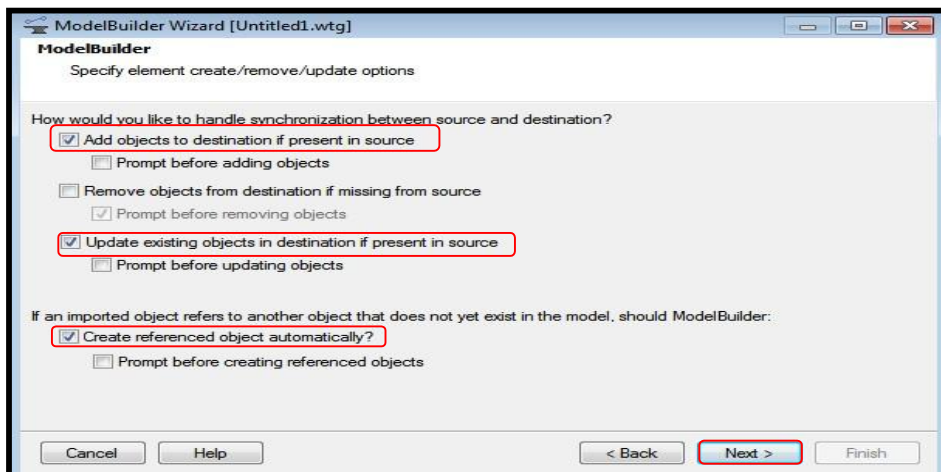 ModelBuilder Wizard [Untitled1.wtg]
ModelBuilder
Specify element create/remove/update options
How would you like to handle synchronization between source and destination?
Add objects to destination if present in source
Prompt before adding objects
Remove objects from destination if missing from source
Prompt before removing objects
Update existing objects in destination if present in source
Prompt before updating objects
If an imported object refers to another object that does not yet exist in the model, should ModelBuilder:
Create referenced object automatically?
Prompt before creating referenced objects
Cancel Help < Back Next > Finish